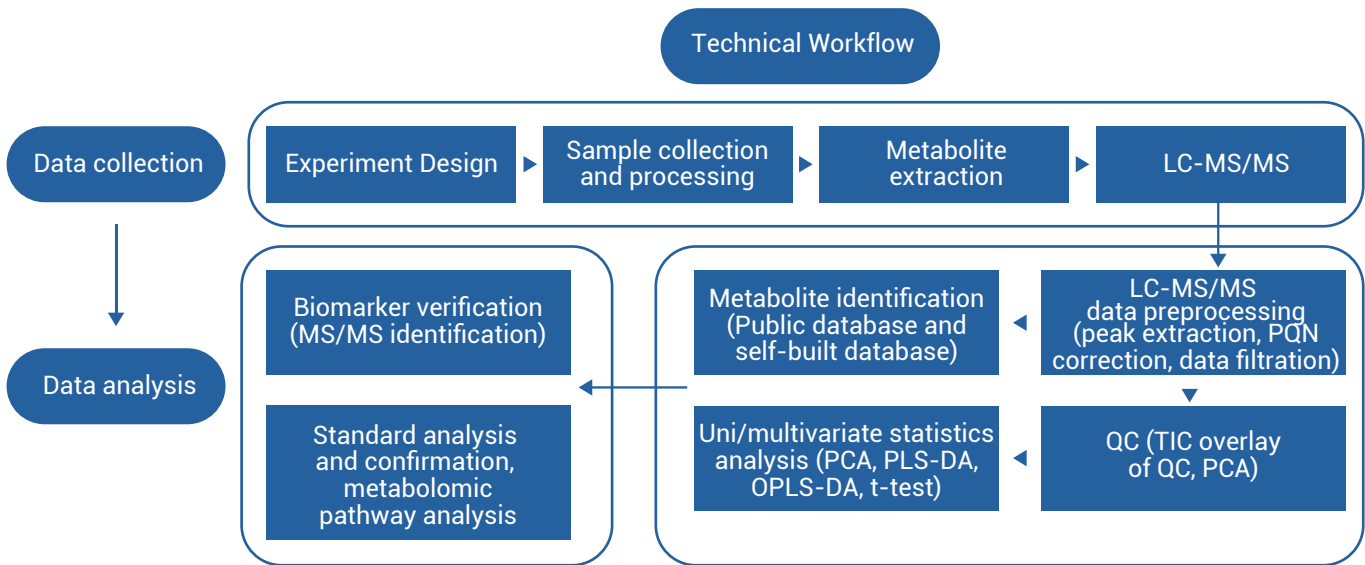 Technical Workflow
Data collection
Experiment Design
Sample collection
and processing
Metabolite
extraction
LC-MS/MS
Data analysis
Biomarker verification
(MS/MS identification)
Standard analysis
and confirmation,
metabolomic
pathway analysis
Metabolite identification
(Public database and
self-built database)
LC-MS/MS
data preprocessing
(peak extraction, PQN
correction, data filtration)
Uni/multivariate statistics
analysis (PCA, PLS-DA,
OPLS-DA, t-test)
QC (TIC overlay
of QC, PCA)